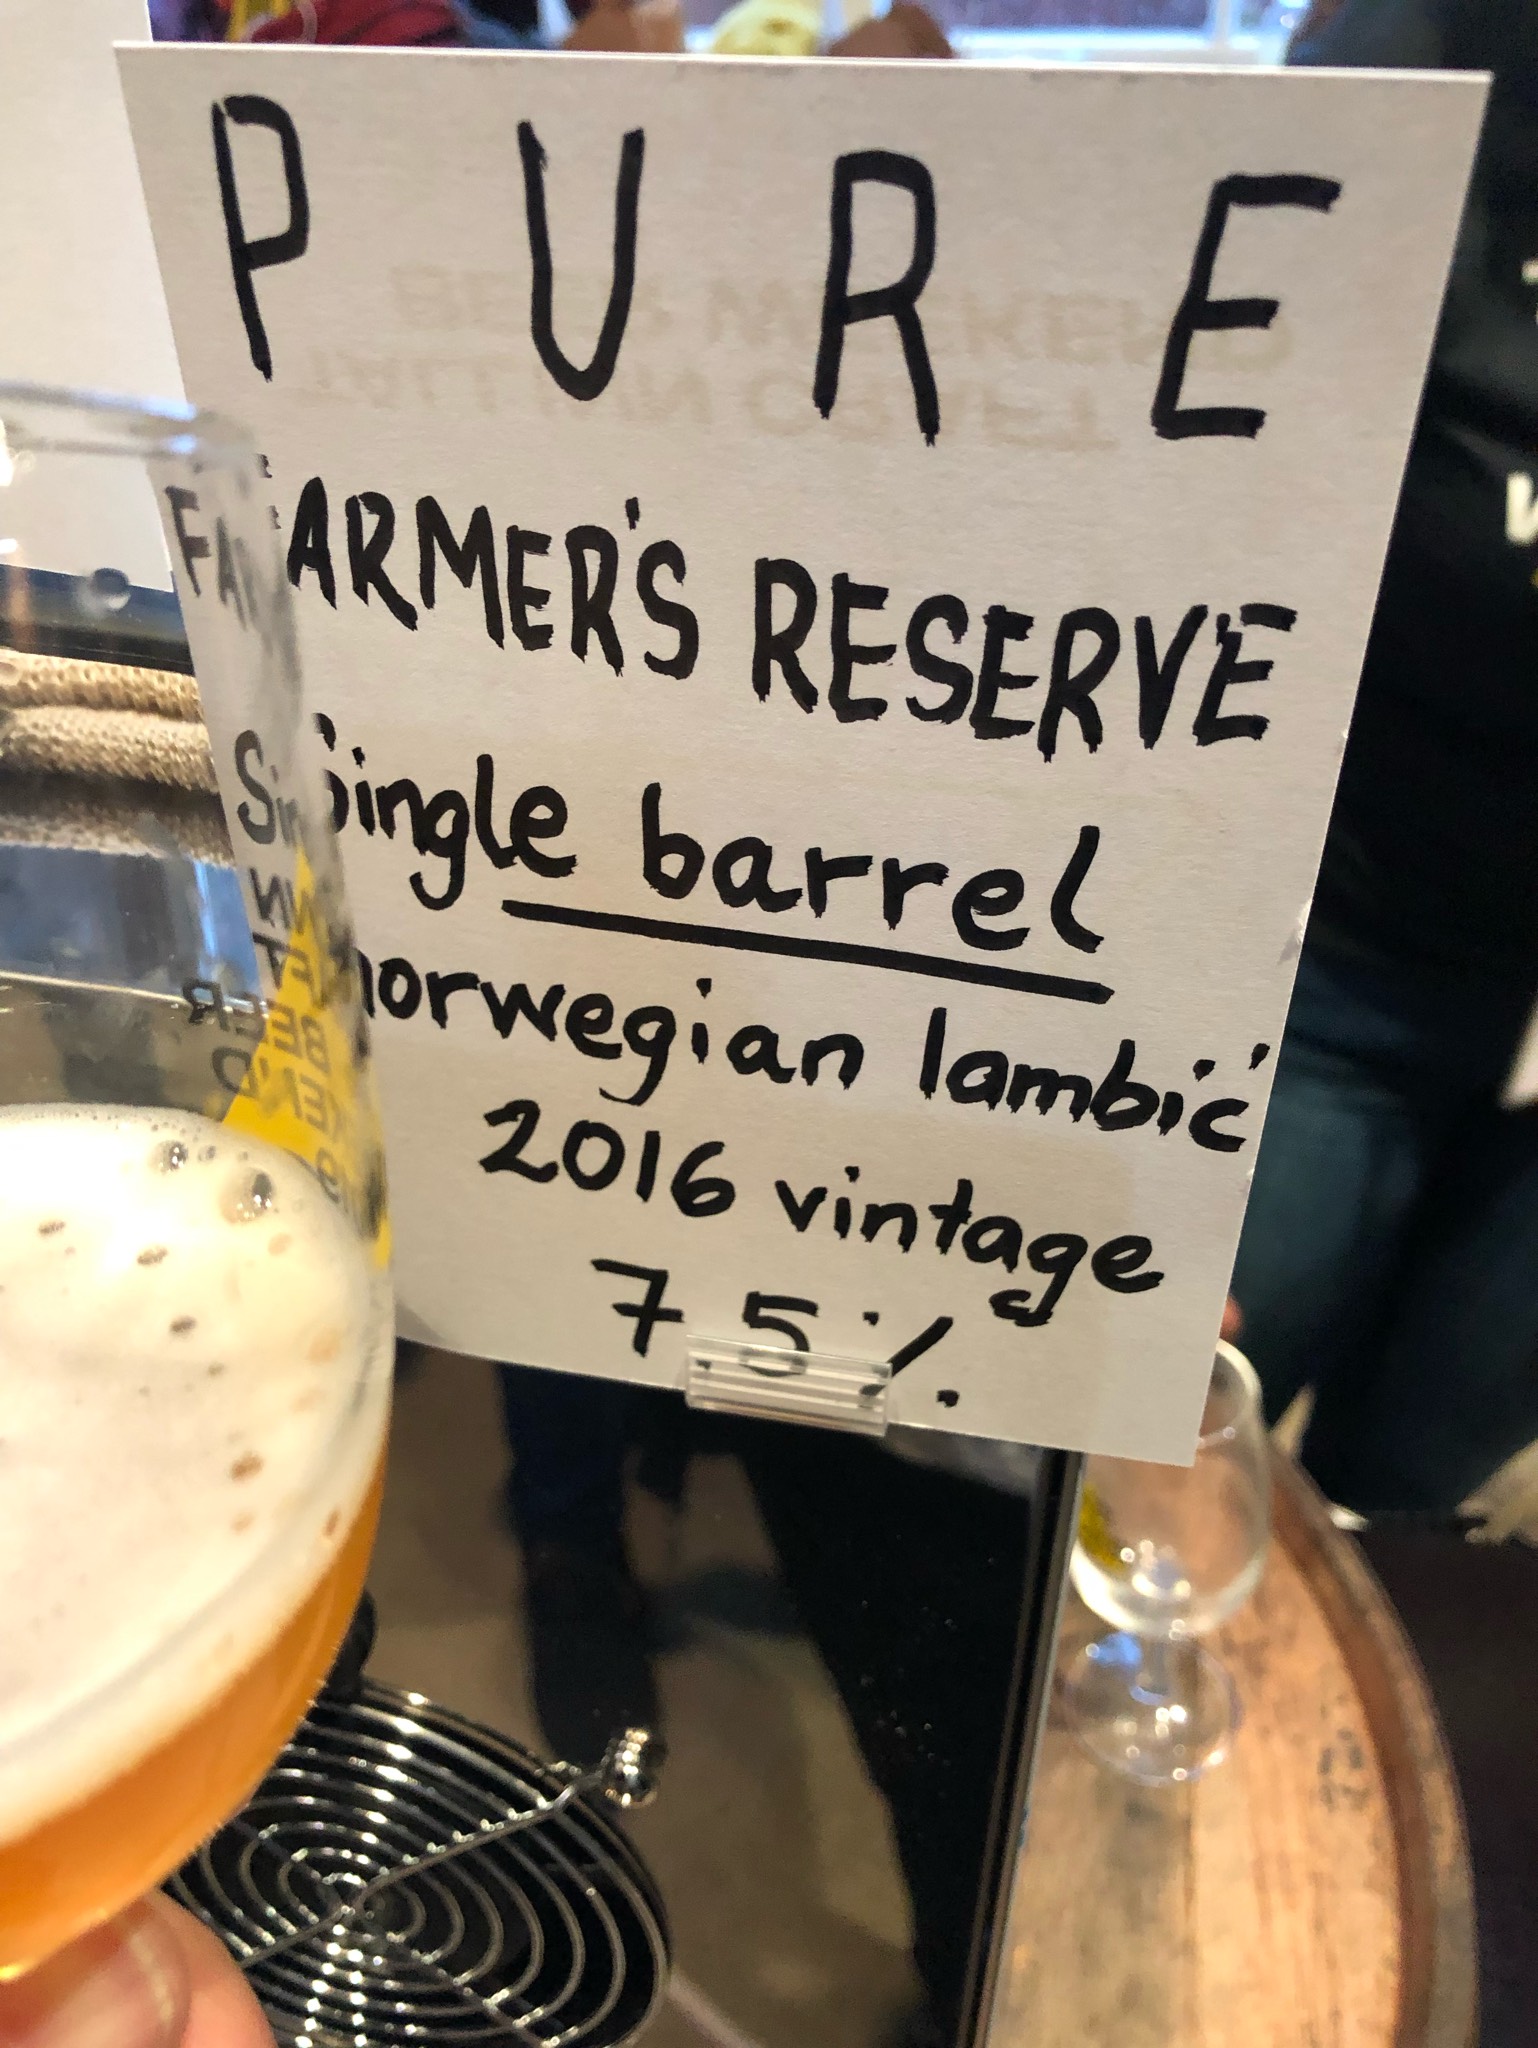 PURE
FARMER'S RESERVE
Single barrel
"norwegian lambic"
2016 vintage
7.5%